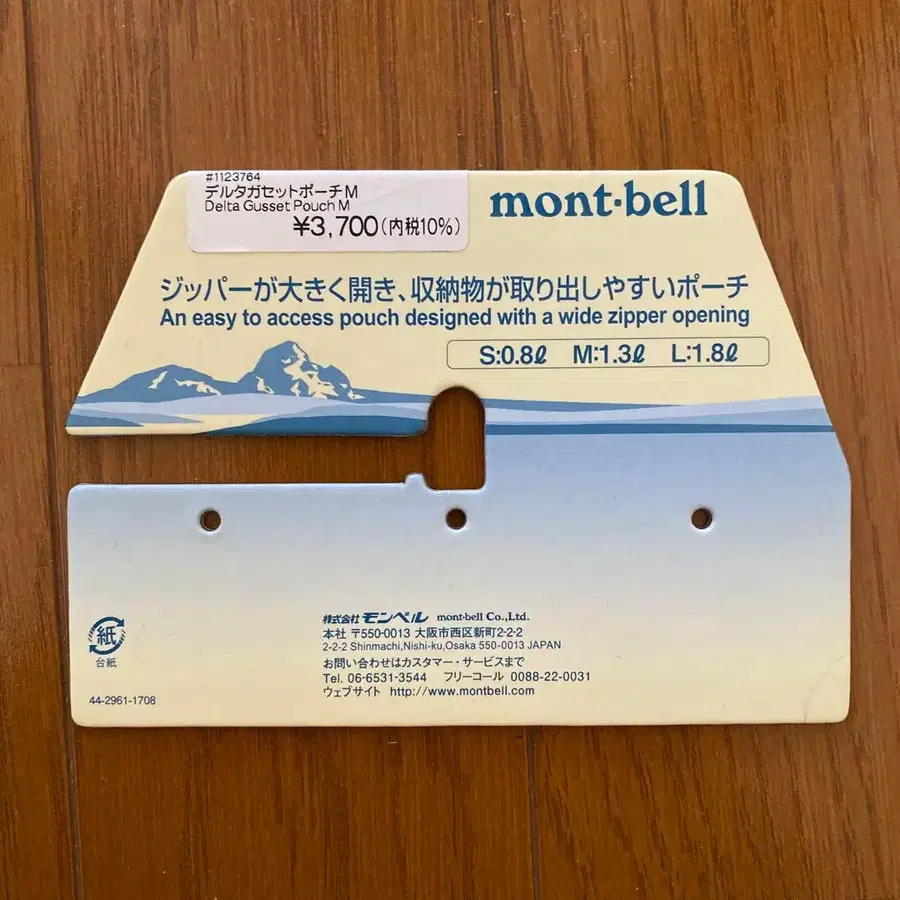 #1123764
デルタガセットポーチM
Delta Gusset Pouch M
¥3,700(内税10%)
mont·bell
ジッパーが大きく開き、収納物が取り出しやすいポーチ
An easy to access pouch designed with a wide zipper opening
S:0.8ℓ M:1.3ℓ L:1.8ℓ
株式会社 モンベル mont-bell Co.,Ltd.
本社 〒550-0013 大阪市西区新町2-2-2
2-2-2 Shinmachi,Nishi-ku,Osaka 550-0013 JAPAN
お問い合わせはカスタマー・サービスまで
Tel. 06-6531-3544 フリーコール 0088-22-0031
ウェブサイト http://www.montbell.com
紙
台紙
44-2961-1708